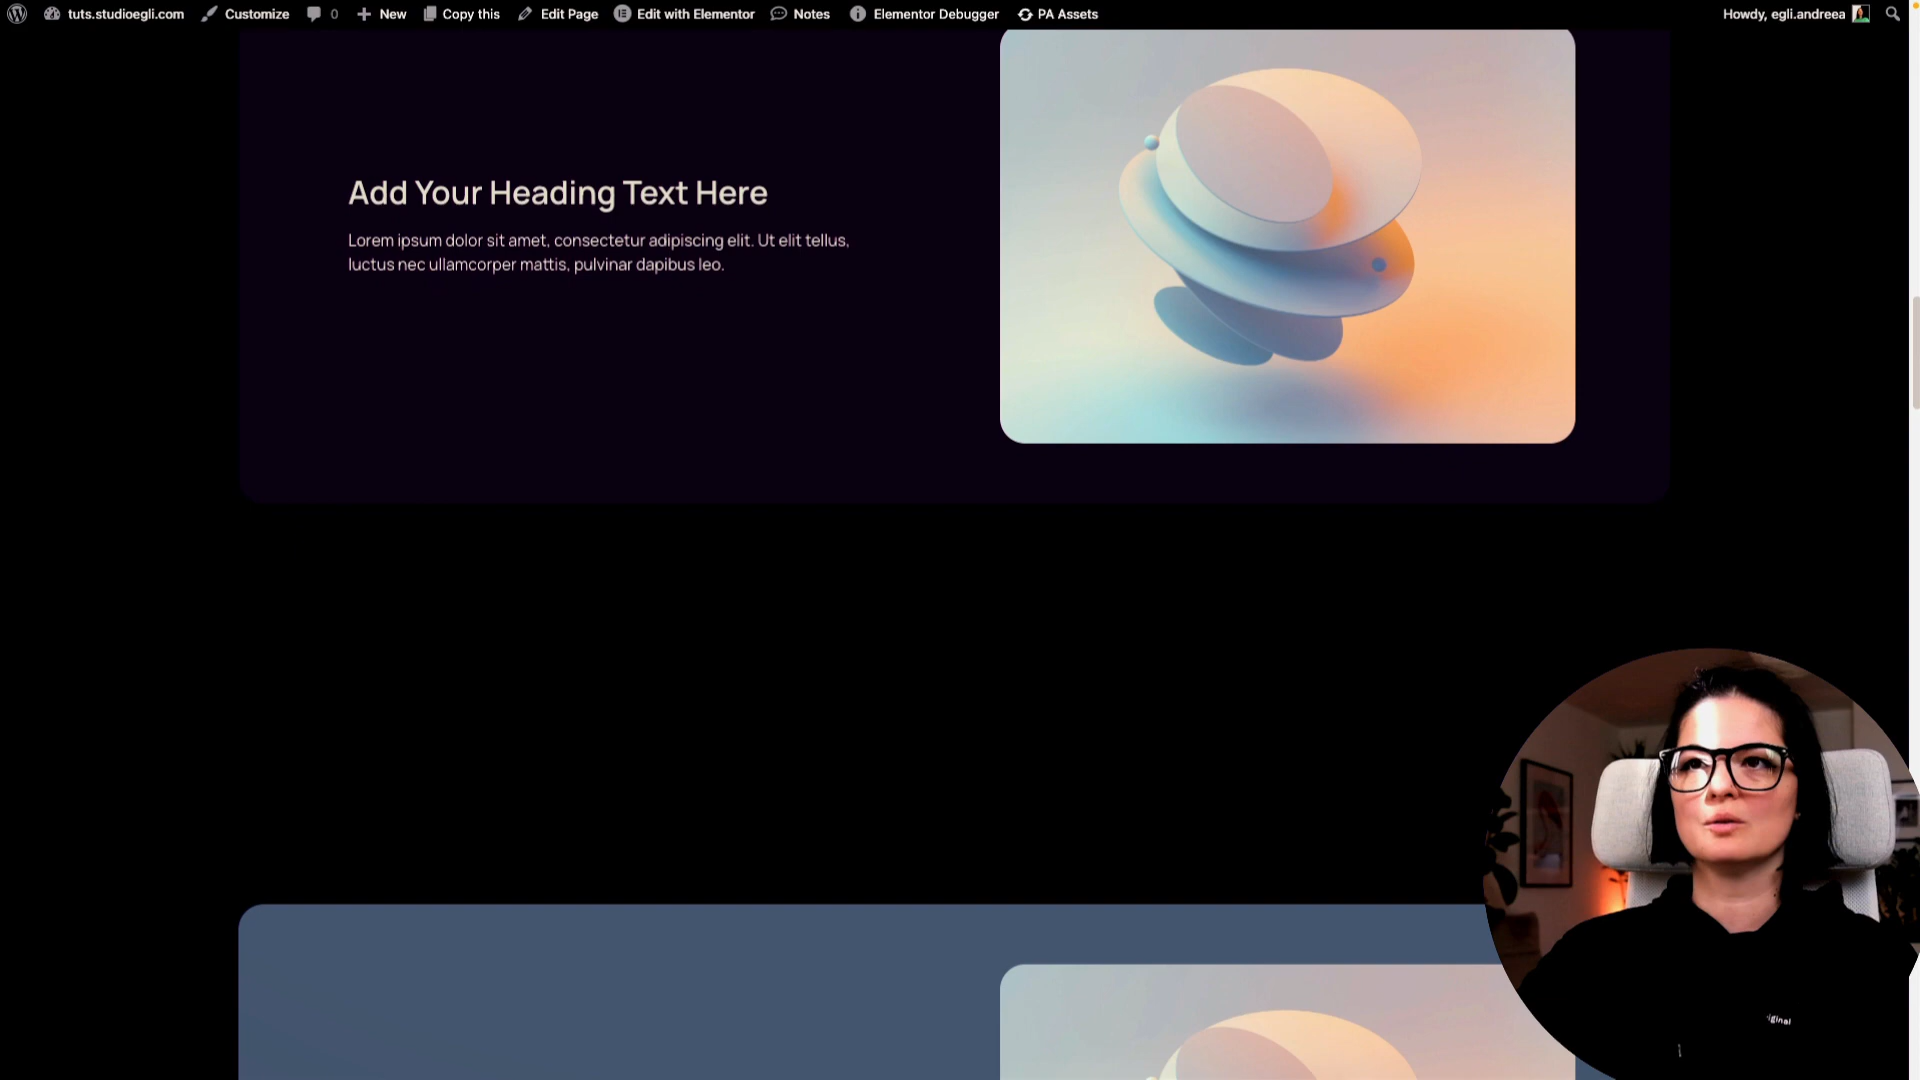 tuts.studioegli.com Customize 0 New Copy this Edit Page Edit with Elementor Notes Elementor Debugger PA Assets Howdy, egli.andreea
Add Your Heading Text Here
Lorem ipsum dolor sit amet, consectetur adipiscing elit. Ut elit tellus,
luctus nec ullamcorper mattis, pulvinar dapibus leo.